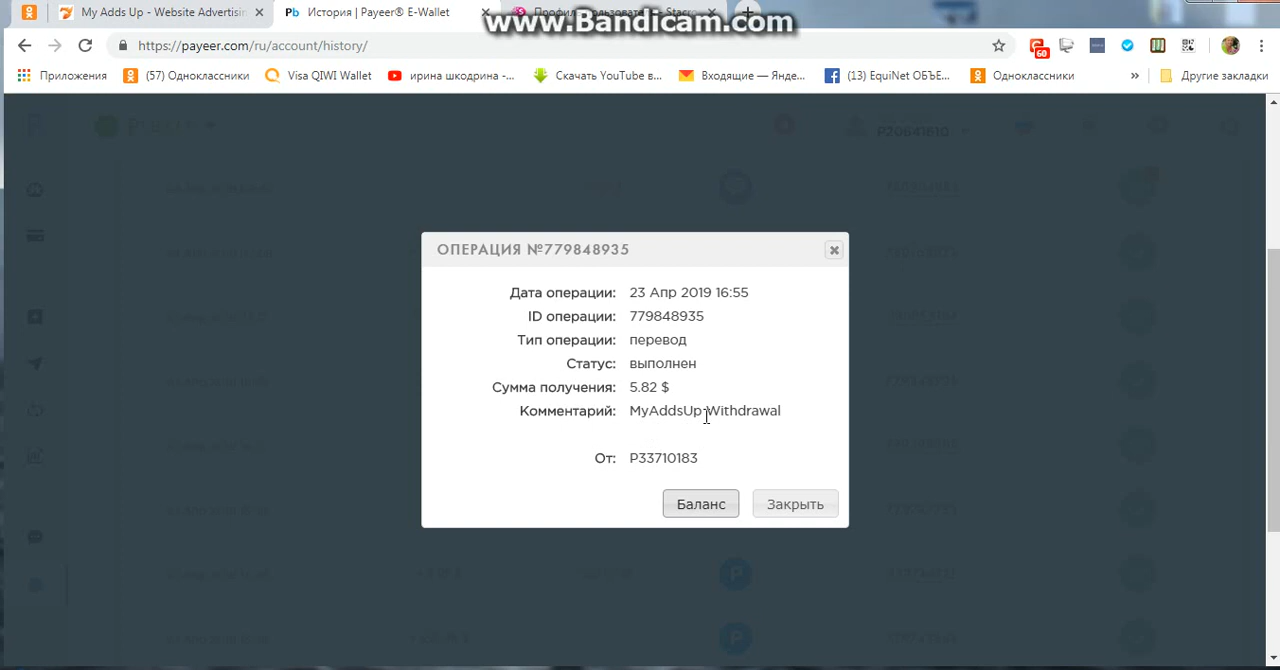 My Adds Up - Website Advertisin
История | Payeer® E-Wallet
www.Bandicam.com
https://payeer.com/ru/account/history/
60
Приложения
(57) Одноклассники
Visa QIWI Wallet
ирина шкодрина -...
Скачать YouTube в...
Входящие — Янде...
(13) EquiNet ОБЪЕ...
Одноклассники
»
Другие закладки
P20641610
ОПЕРАЦИЯ №779848935
Дата операции: 23 Апр 2019 16:55
ID операции: 779848935
Тип операции: перевод
Статус: выполнен
Сумма получения: 5.82 $
Комментарий: MyAddsUp Withdrawal
От: P33710183
Баланс
Закрыть